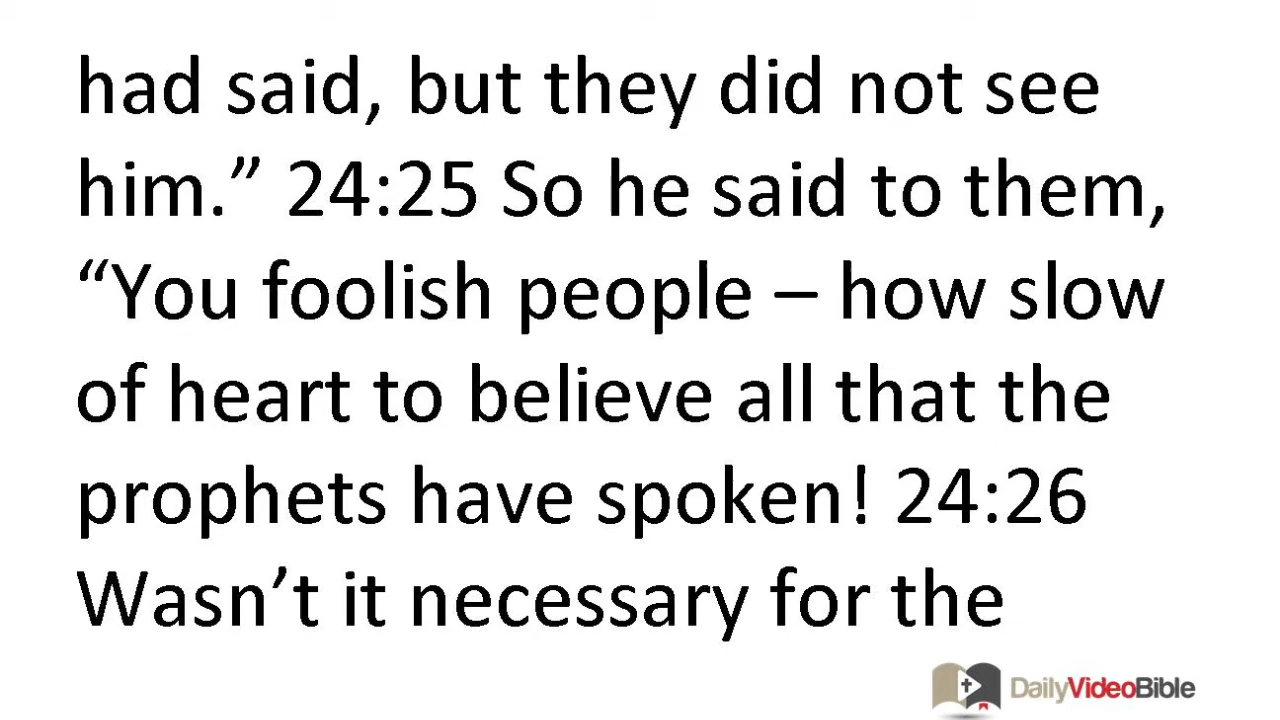 had said, but they did not see
him.” 24:25 So he said to them,
“You foolish people – how slow
of heart to believe all that the
prophets have spoken! 24:26
Wasn’t it necessary for the
DailyVideoBible